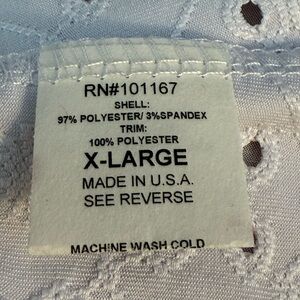 RN#101167
SHELL:
97% POLYESTER/ 3%SPANDEX
TRIM:
100% POLYESTER
X-LARGE
MADE IN U.S.A.
SEE REVERSE
MACHINE WASH COLD